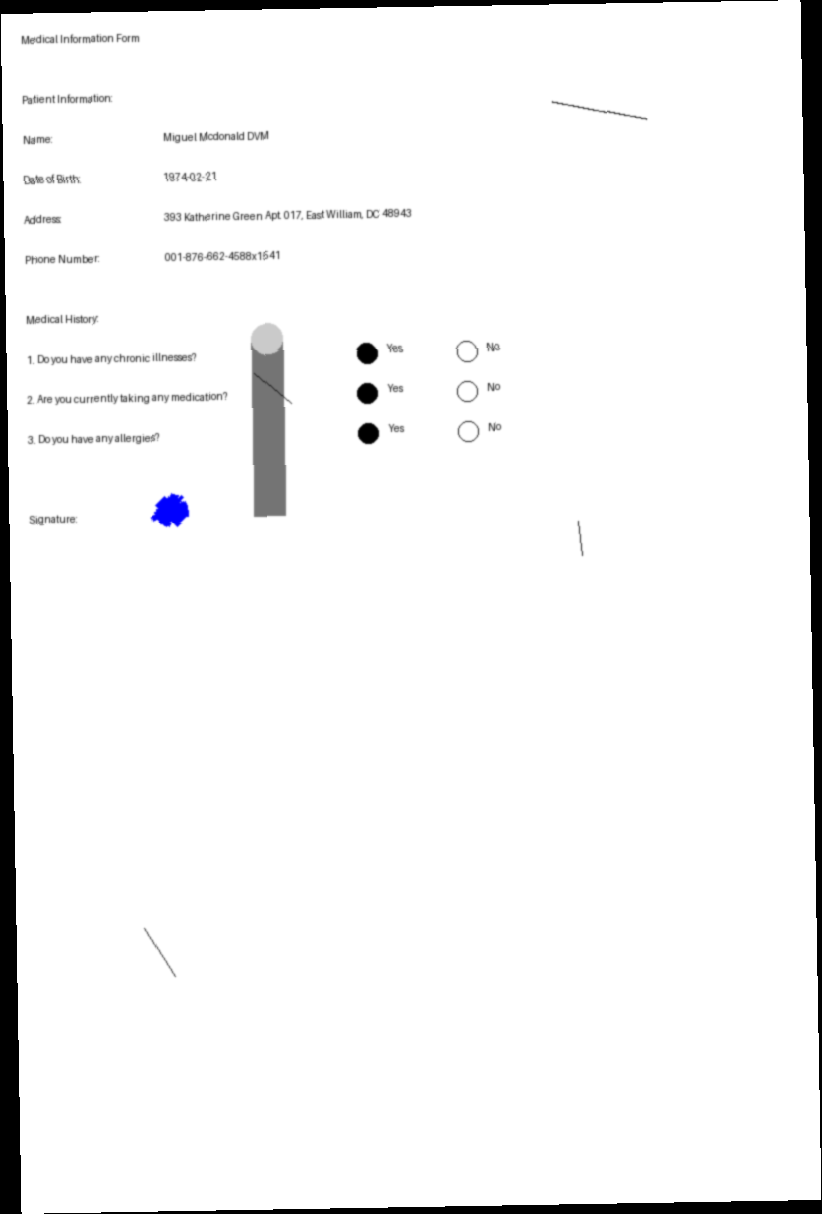 Medical Information Form
Patient Information:
Name: Miguel Mcdonald DVM
Date of Birth: 1974-02-21
Address: 393 Katherine Green Apt. 017, East William, DC 48943
Phone Number: 001-876-662-4588x1541
Medical History:
1. Do you have any chronic illnesses? Yes No
2. Are you currently taking any medication? Yes No
3. Do you have any allergies? Yes No
Signature: